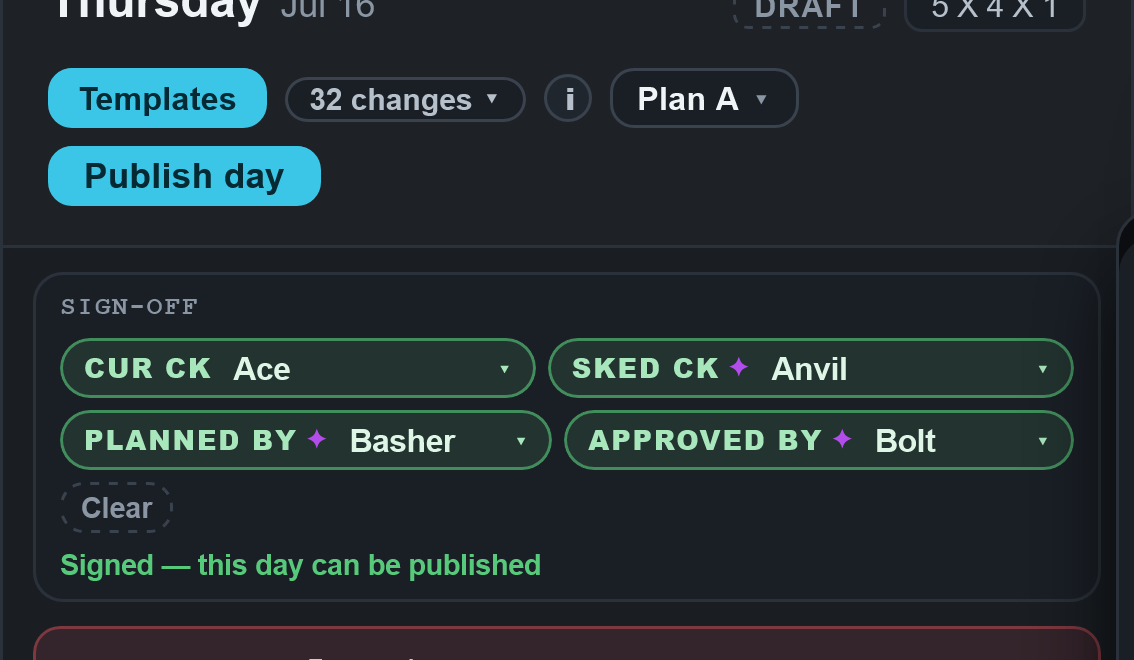 Thursday Jul 16 DRAFT 5 X 4 X 1
Templates 32 changes ▼ i Plan A ▼
Publish day
SIGN-OFF
CUR CK Ace ▼ SKED CK ✦ Anvil ▼
PLANNED BY ✦ Basher ▼ APPROVED BY ✦ Bolt ▼
Clear
Signed — this day can be published